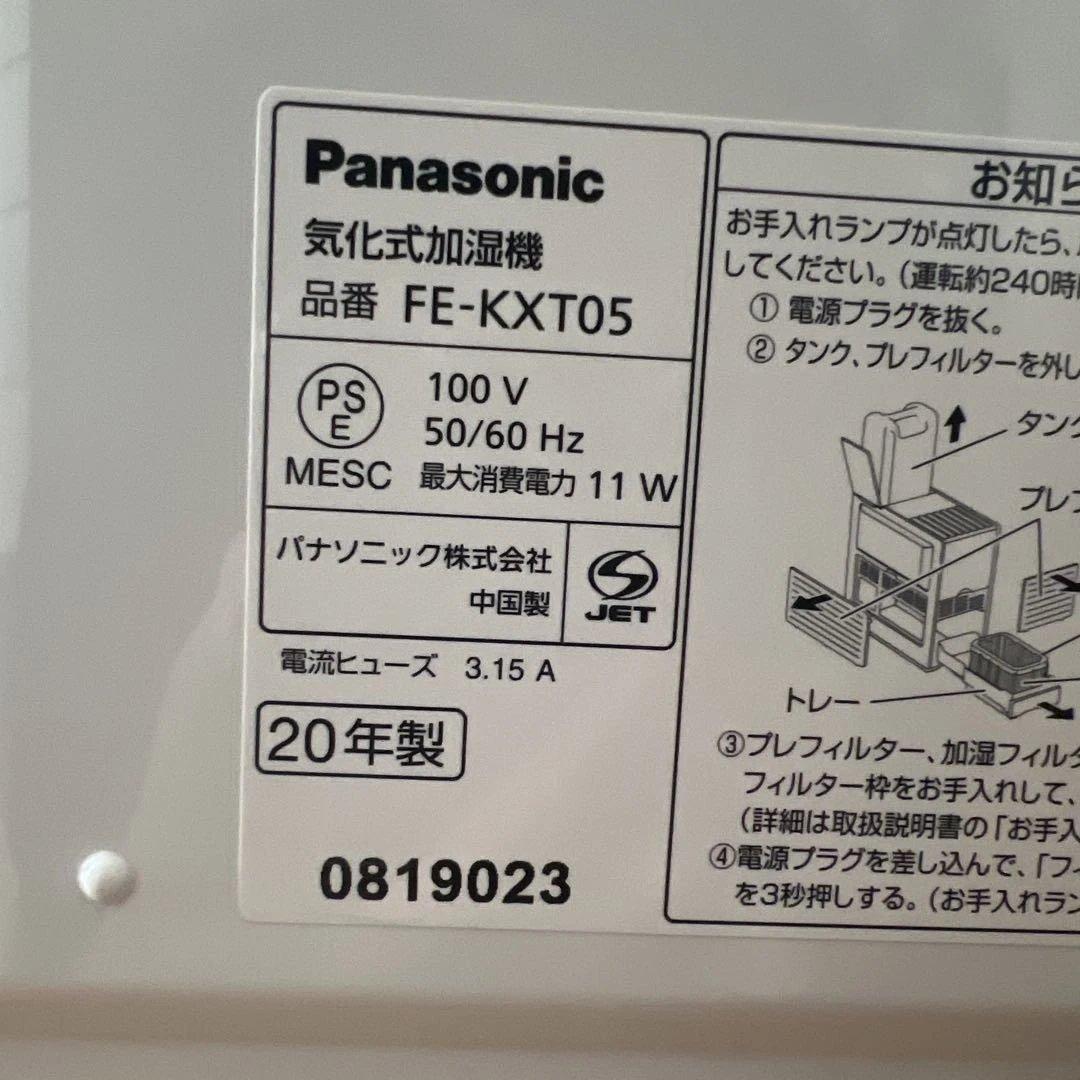 Panasonic
気化式加湿機
品番 FE-KXT05
PS
E
MESC
100 V
50/60 Hz
最大消費電力 11 W
パナソニック株式会社
中国製
JET
電流ヒューズ 3.15 A
20年製
0819023
お知ら
お手入れランプが点灯したら、
してください。(運転約240時
① 電源プラグを抜く。
② タンク、プレフィルターを外し
タンク
プレフ
トレー
③プレフィルター、加湿フィルタ
フィルター枠をお手入れして、
(詳細は取扱説明書の「お手入
④電源プラグを差し込んで、「フィ
を3秒押しする。(お手入れラン